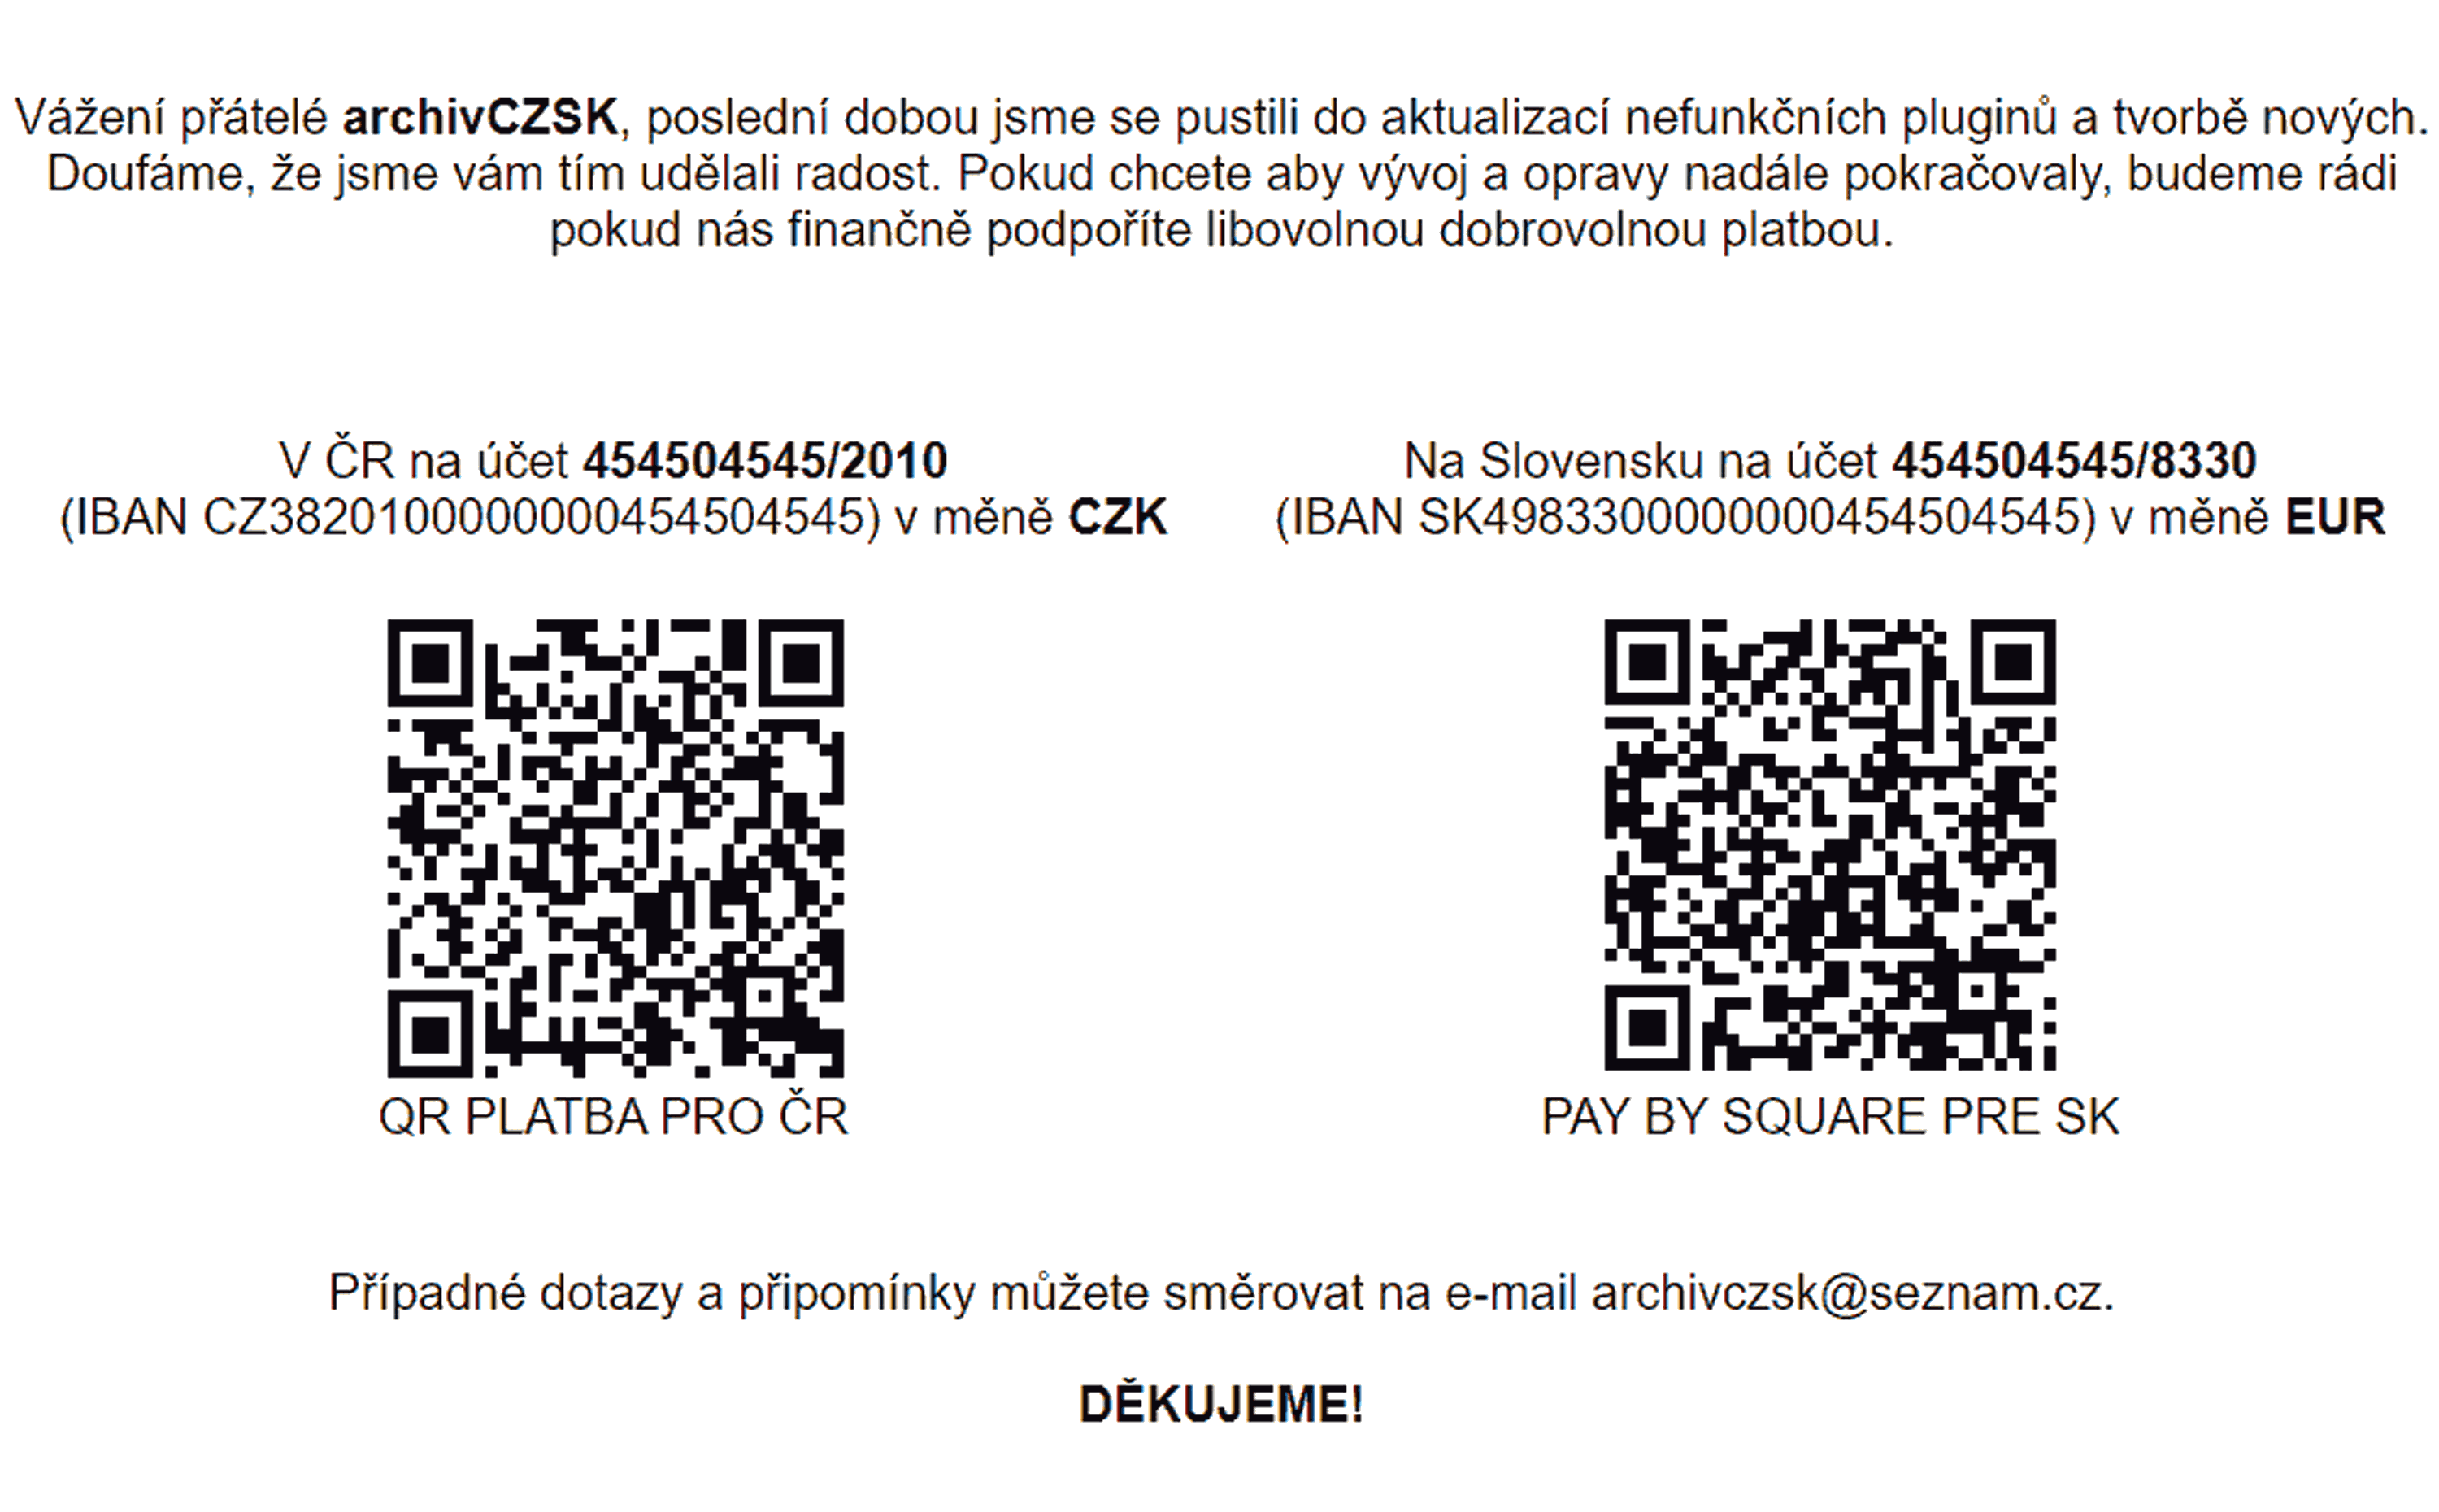 Vážení přátelé archivCZSK, poslední dobou jsme se pustili do aktualizací nefunkčních pluginů a tvorbě nových.
Doufáme, že jsme vám tím udělali radost. Pokud chcete aby vývoj a opravy nadále pokračovaly, budeme rádi
pokud nás finančně podpoříte libovolnou dobrovolnou platbou.
V ČR na účet 454504545/2010
(IBAN CZ3820100000000454504545) v měně CZK
Na Slovensku na účet 454504545/8330
(IBAN SK4983300000000454504545) v měně EUR
QR PLATBA PRO ČR
PAY BY SQUARE PRE SK
Případné dotazy a připomínky můžete směrovat na e-mail archivczsk@seznam.cz.
DĚKUJEME!